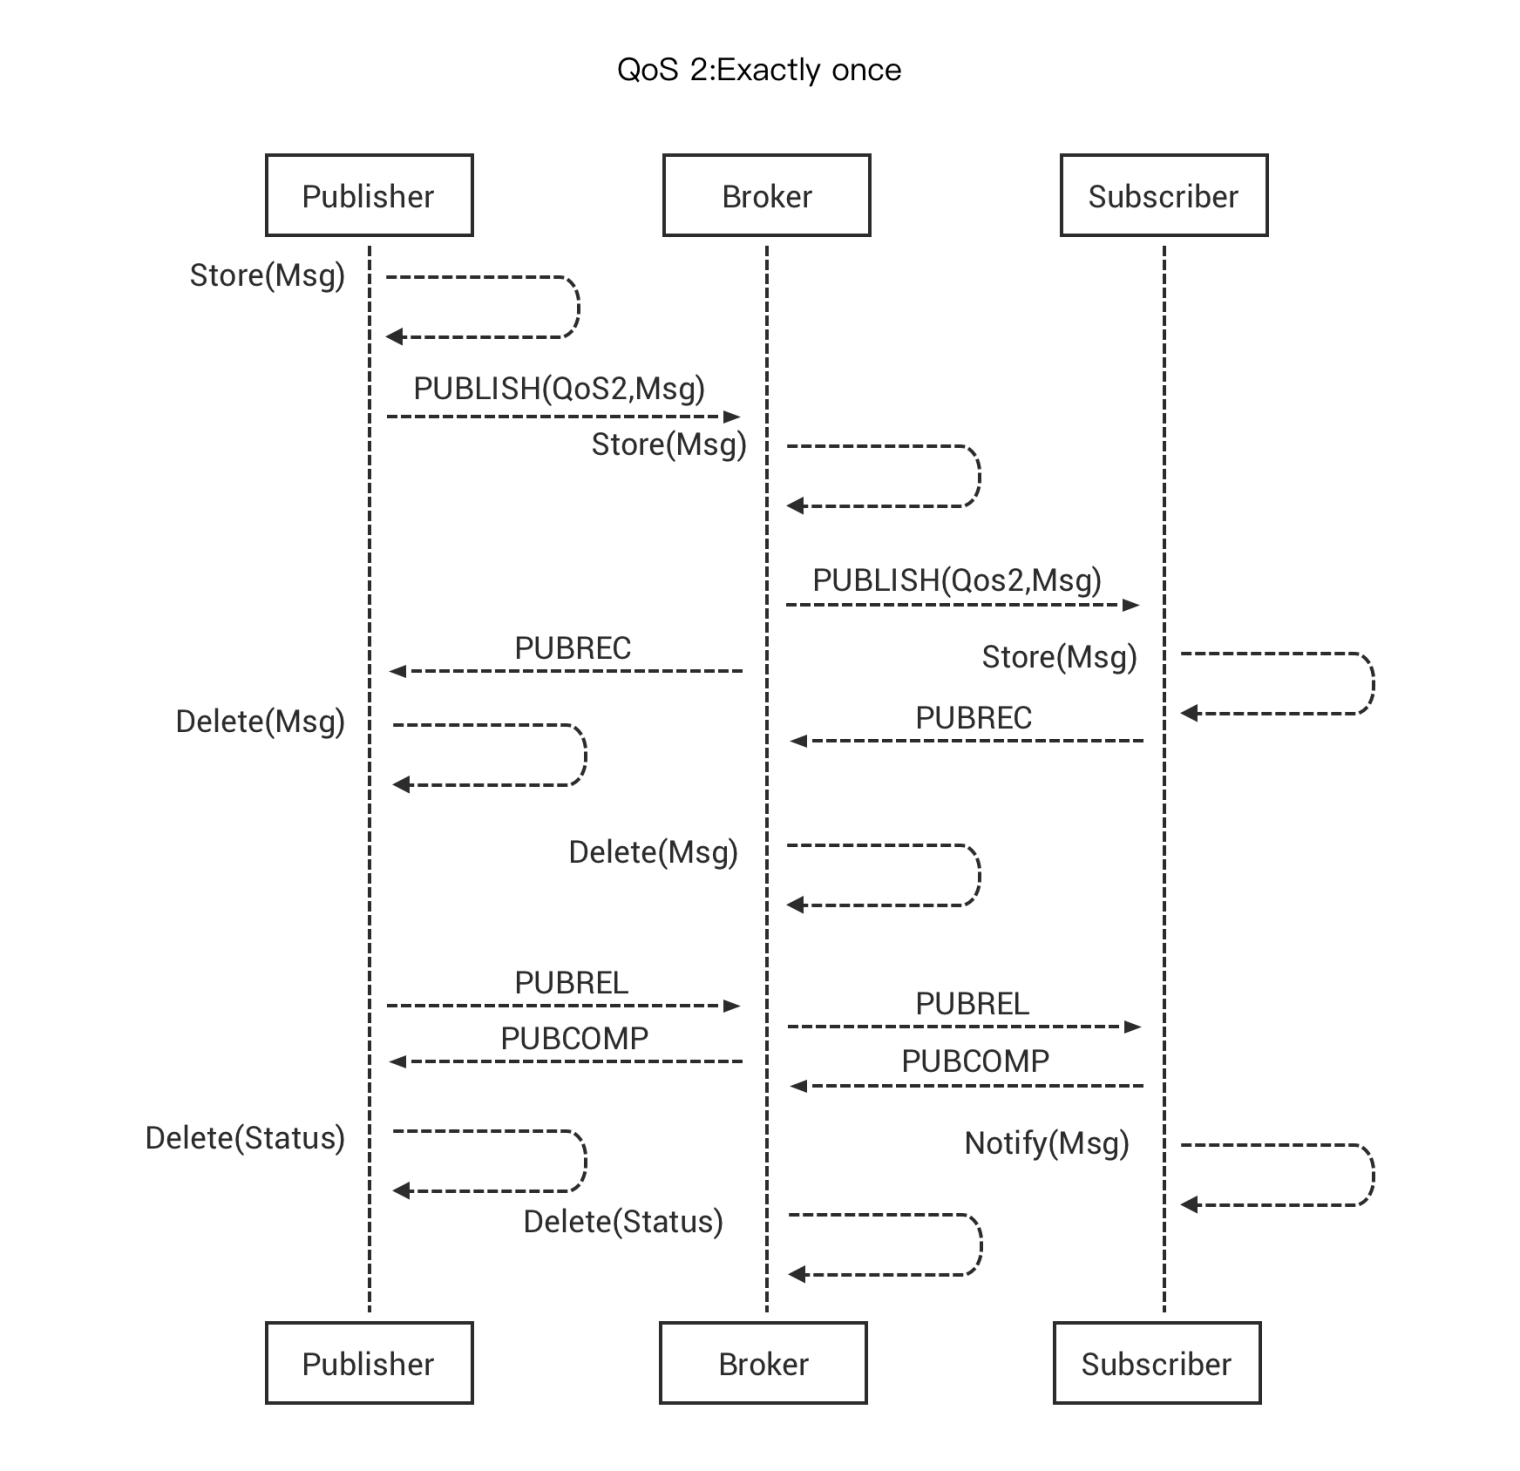 QoS 2:Exactly once
Publisher
Broker
Subscriber
Store(Msg)
PUBLISH(QoS2,Msg)
Store(Msg)
PUBLISH(Qos2,Msg)
PUBREC
Store(Msg)
PUBREC
Delete(Msg)
Delete(Msg)
PUBREL
PUBREL
PUBCOMP
PUBCOMP
Delete(Status)
Notify(Msg)
Delete(Status)
Publisher
Broker
Subscriber